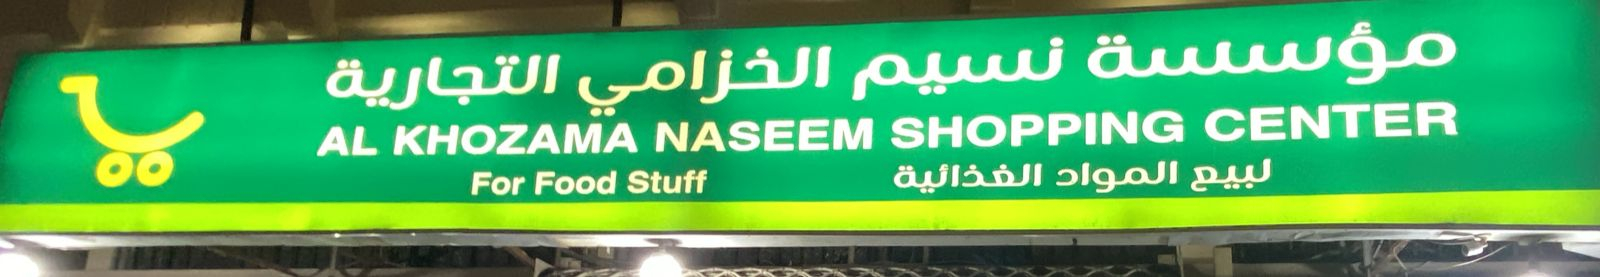 مؤسسة نسيم الخزامي التجارية
AL KHOZAMA NASEEM SHOPPING CENTER
For Food Stuff لبيع المواد الغذائية